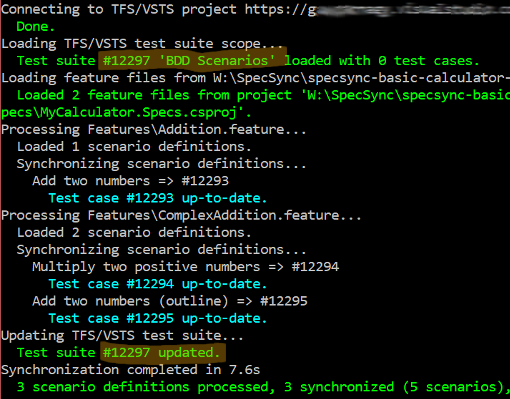 Connecting to TFS/VSTS project https://g
Done.
Loading TFS/VSTS test suite scope...
Test suite #12297 'BDD Scenarios' loaded with 0 test cases.
Loading feature files from W:\SpecSync\specsync-basic-calculator-
Loaded 2 feature files from project 'W:\SpecSync\specsync-basic
pecs\MyCalculator.Specs.csproj'.
Processing Features\Addition.feature...
Loaded 1 scenario definitions.
Synchronizing scenario definitions...
Add two numbers => #12293
Test case #12293 up-to-date.
Processing Features\ComplexAddition.feature...
Loaded 2 scenario definitions.
Synchronizing scenario definitions...
Multiply two positive numbers => #12294
Test case #12294 up-to-date.
Add two numbers (outline) => #12295
Test case #12295 up-to-date.
Updating TFS/VSTS test suite...
Test suite #12297 updated.
Synchronization completed in 7.6s
3 scenario definitions processed, 3 synchronized (5 scenarios),